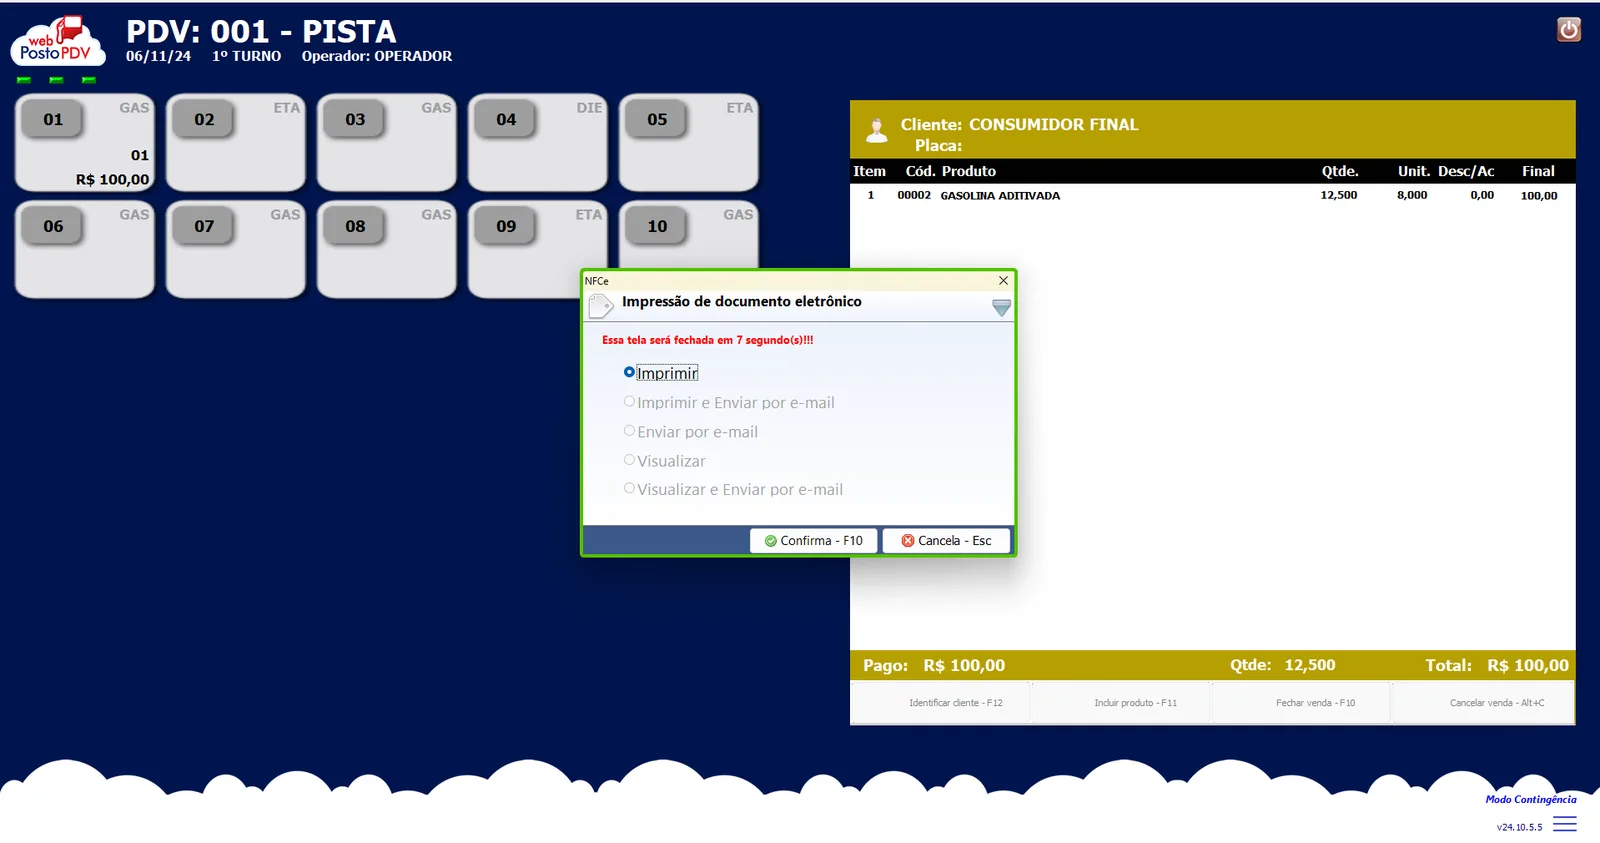 web
PostoPDV
PDV: 001 - PISTA
06/11/24 1º TURNO Operador: OPERADOR
01 GAS
01
R$ 100,00
02 ETA
03 GAS
04 DIE
05 ETA
06 GAS
07 GAS
08 GAS
09 ETA
10 GAS
Cliente: CONSUMIDOR FINAL
Placa:
Item Cód. Produto Qtde. Unit. Desc/Ac Final
1 00002 GASOLINA ADITIVADA 12,500 8,000 0,00 100,00
NFCe
Impressão de documento eletrônico
Essa tela será fechada em 7 segundo(s)!!!
Imprimir
Imprimir e Enviar por e-mail
Enviar por e-mail
Visualizar
Visualizar e Enviar por e-mail
Confirma - F10 Cancela - Esc
Pago: R$ 100,00 Qtde: 12,500 Total: R$ 100,00
Identificar cliente - F12 Incluir produto - F11 Fechar venda - F10 Cancelar venda - Alt+C
Modo Contingência
v24.10.5.5